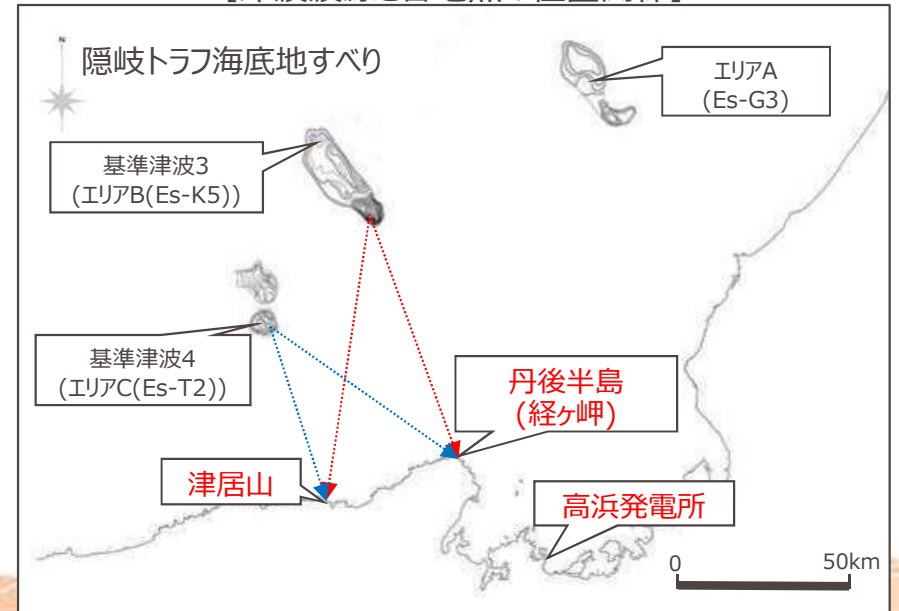 N
隠岐トラフ海底地すべり
エリアA
(Es-G3)
基準津波3
(エリアB(Es-K5))
基準津波4
(エリアC(Es-T2))
丹後半島
(経ヶ岬)
津居山
高浜発電所
0 50km